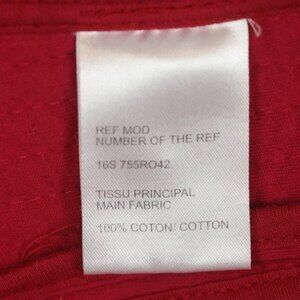 REF MOD
NUMBER OF THE REF
16S 755RO42
TISSU PRINCIPAL
MAIN FABRIC
100% COTON/ COTTON